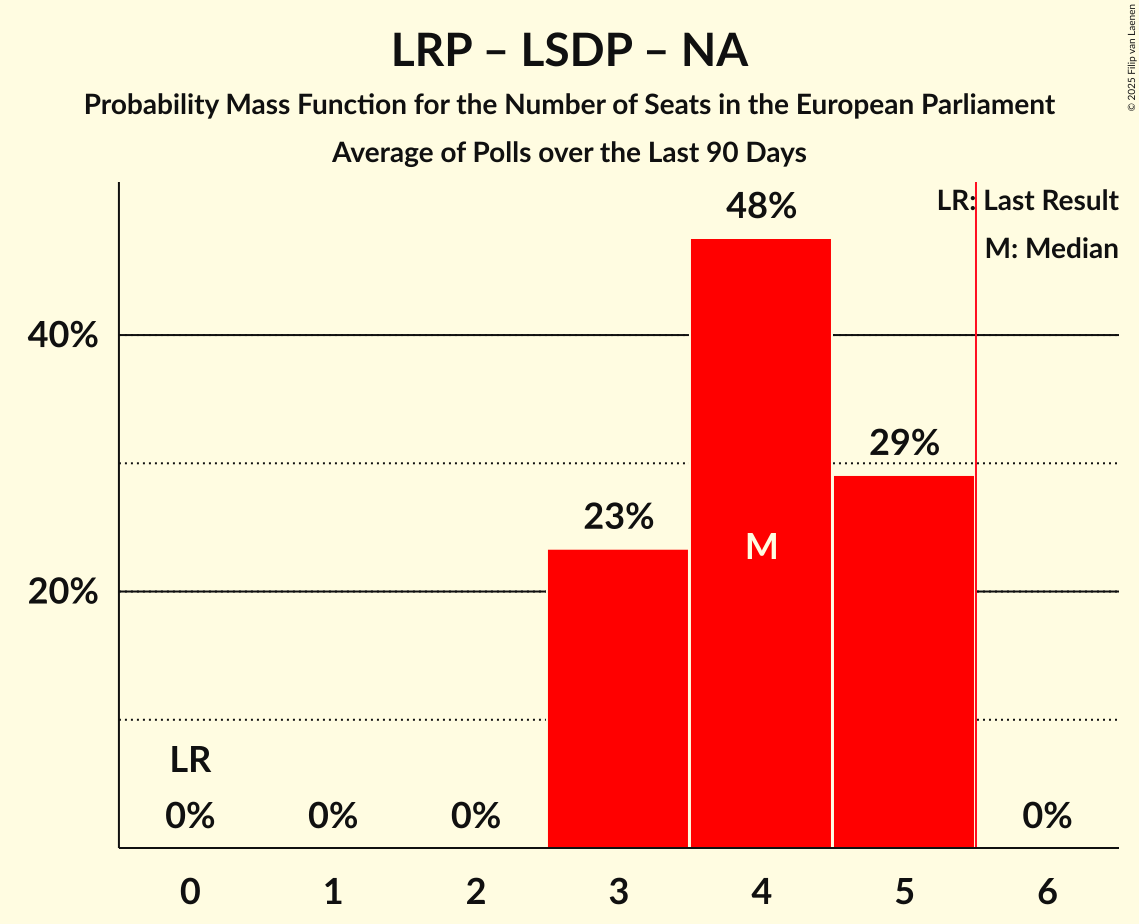 LRP – LSDP – NA
Probability Mass Function for the Number of Seats in the European Parliament
Average of Polls over the Last 90 Days
© 2025 Filip van Laenen
LR: Last Result
M: Median
48%
40%
29%
23%
M
20%
LR
0% 0% 0% 0%
0 1 2 3 4 5 6